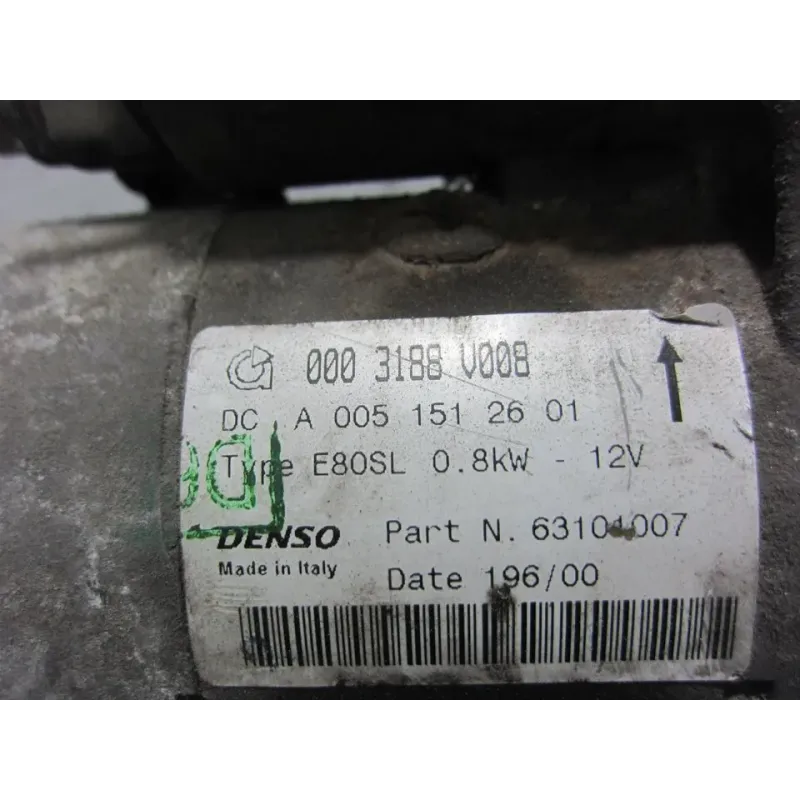 000 3188 V008
DC A 005 151 26 01
Type E80SL 0.8kW - 12V
DENSO Part N. 63101007
Made in Italy
Date 196/00